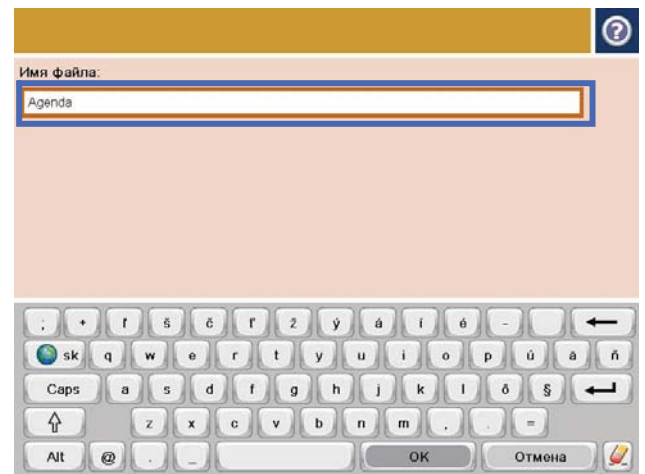 ?
Имя файла:
Agenda
; + ľ š č ť ž ý á í é -
sk q w e r t y u i o p ú ä ň
Caps a s d f g h j k l ô §
z x c v b n m , . =
Alt @ . _ OK Отмена